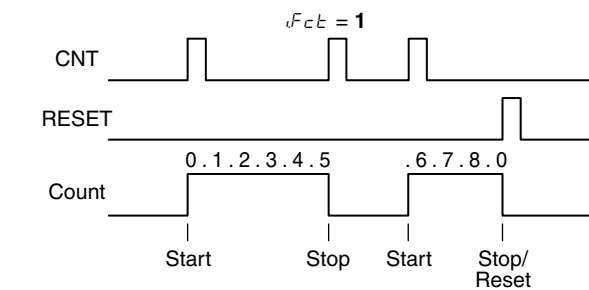 iFct = 1
CNT
RESET
0.1.2.3.4.5 .6.7.8.0
Count
Start Stop Start Stop/
Reset